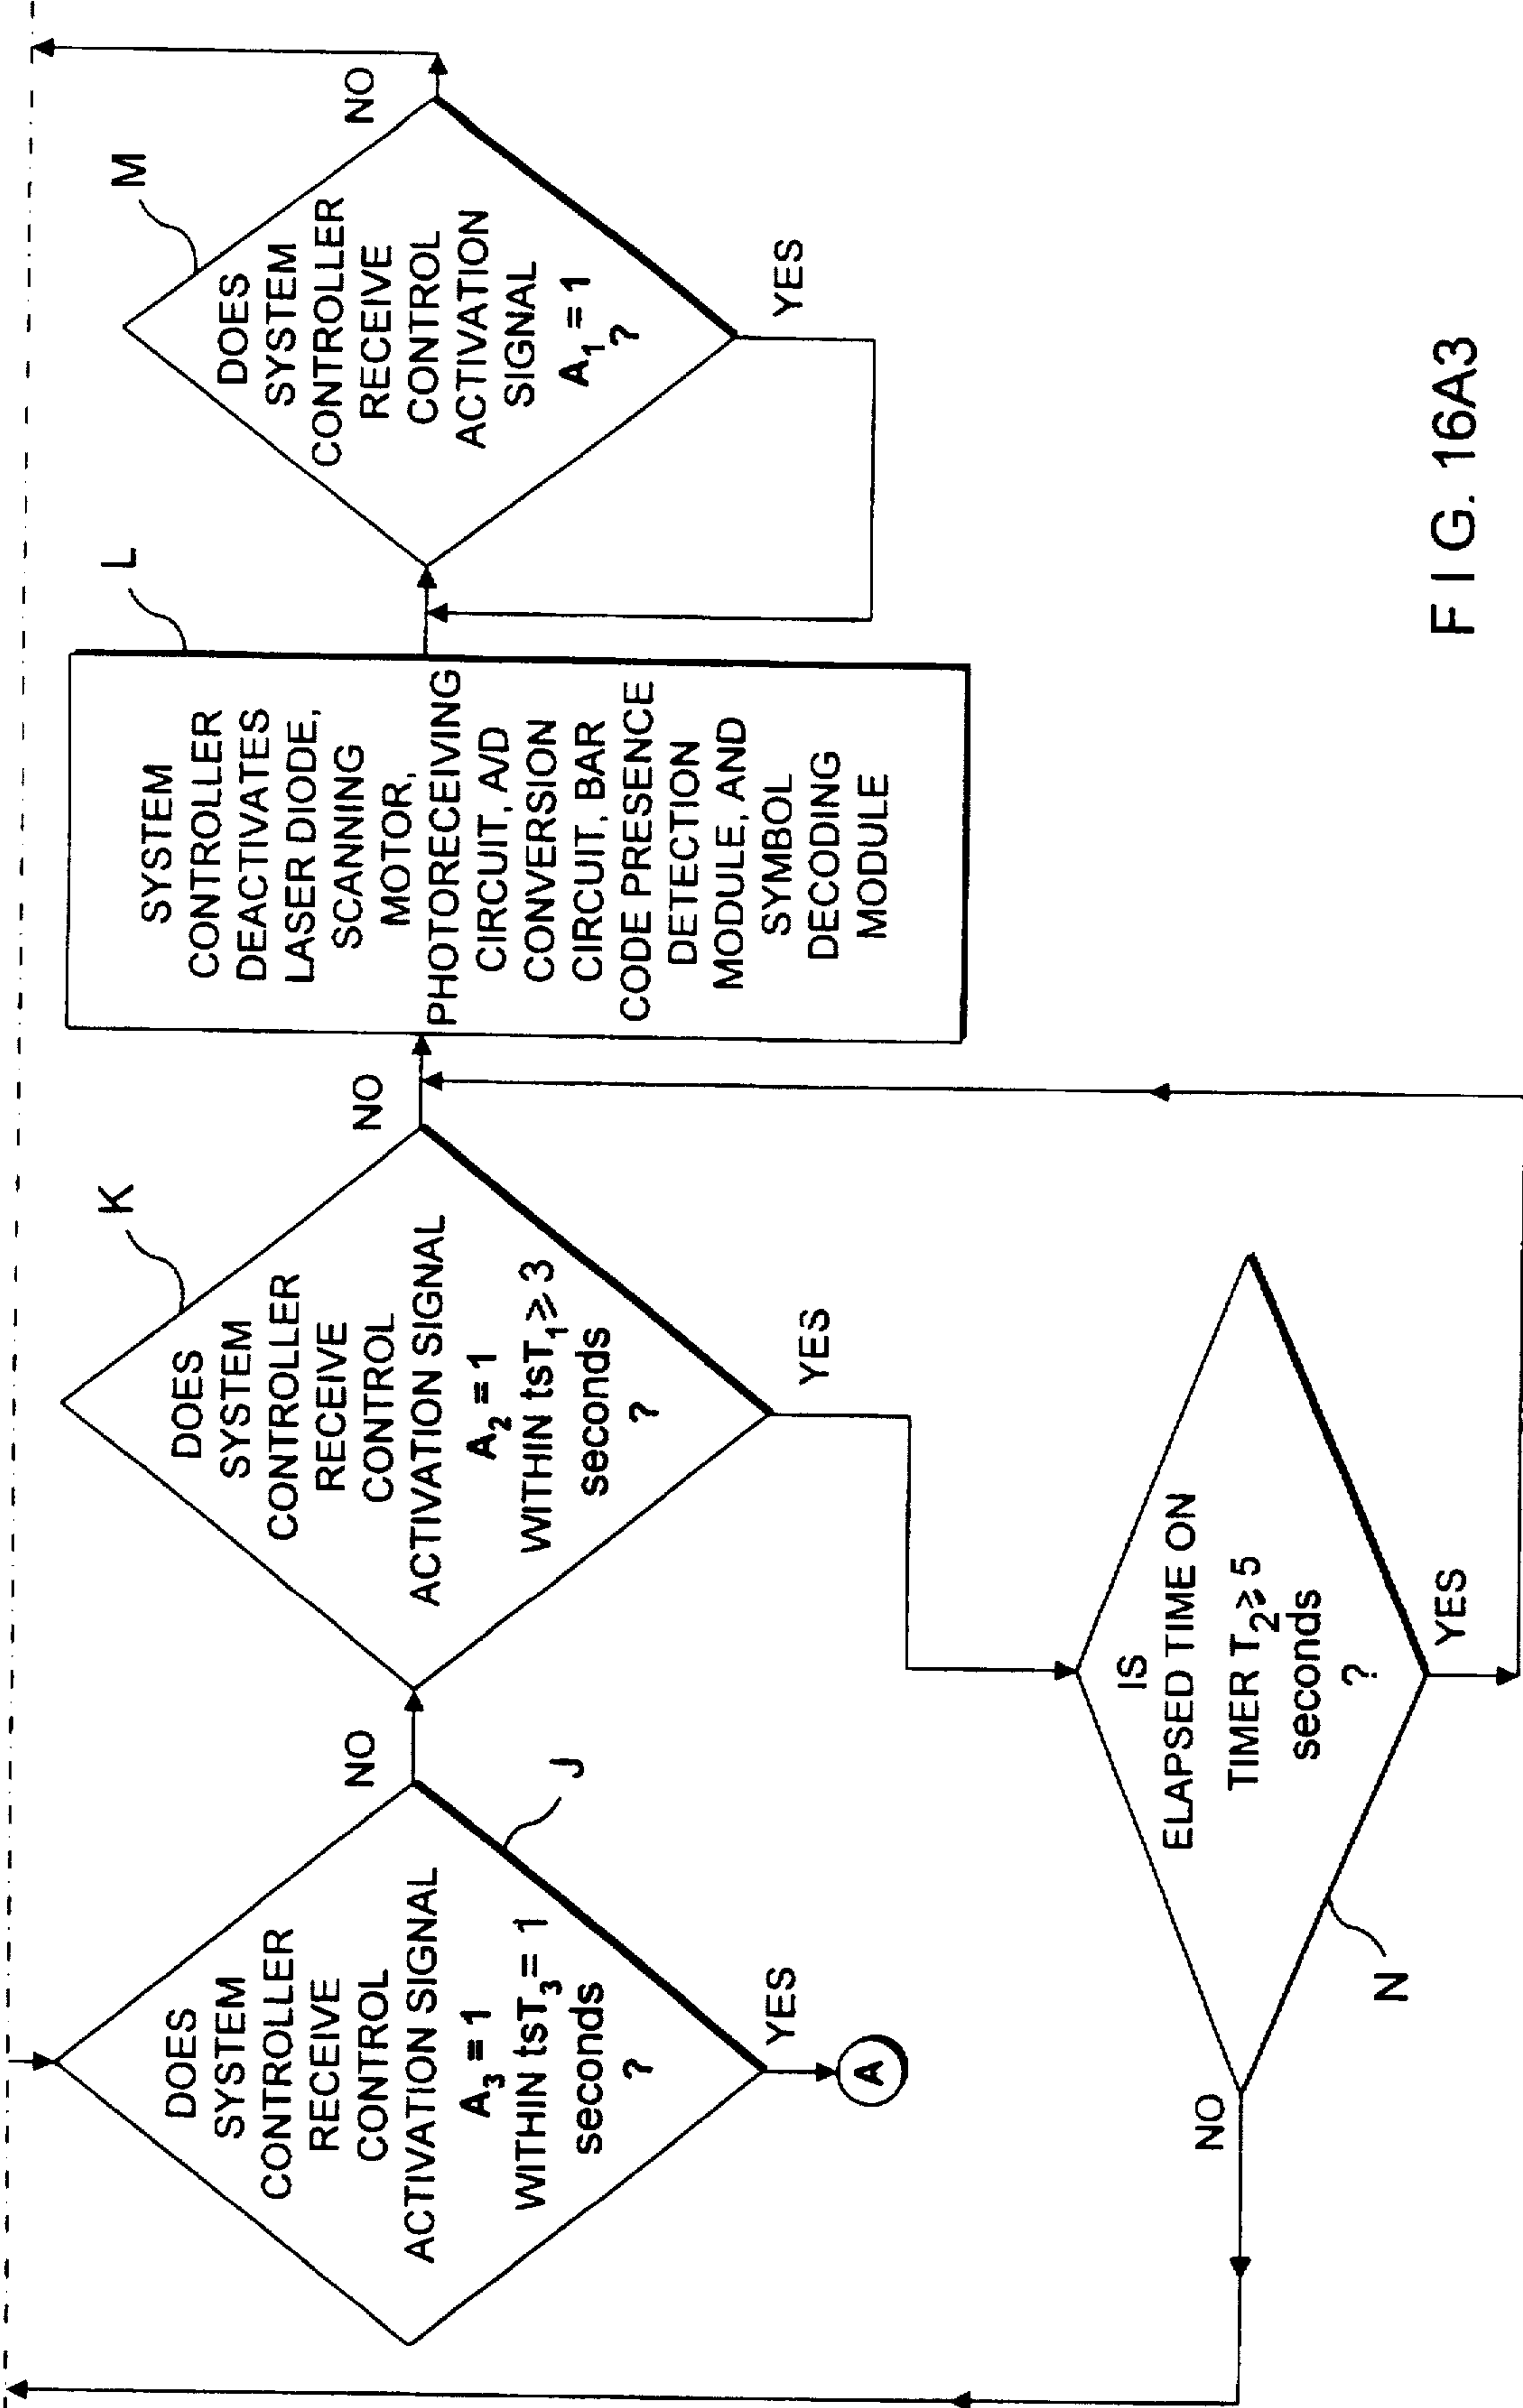 DOES
SYSTEM
CONTROLLER
RECEIVE
CONTROL
ACTIVATION SIGNAL
A₃ = 1
WITHIN tsT₃ = 1
seconds
?
J
NO
YES
A
DOES
SYSTEM
CONTROLLER
RECEIVE
CONTROL
ACTIVATION SIGNAL
A₂ = 1
WITHIN tsT₁ ⩾ 3
seconds
?
K
NO
YES
SYSTEM
CONTROLLER
DEACTIVATES
LASER DIODE,
SCANNING
MOTOR,
PHOTORECEIVING
CIRCUIT, A/D
CONVERSION
CIRCUIT, BAR
CODE PRESENCE
DETECTION
MODULE, AND
SYMBOL
DECODING
MODULE
L
DOES
SYSTEM
CONTROLLER
RECEIVE
CONTROL
ACTIVATION
SIGNAL
A₁ = 1
?
M
NO
YES
IS
ELAPSED TIME ON
TIMER T₂ ⩾ 5
seconds
?
N
NO
YES
FIG. 16A3